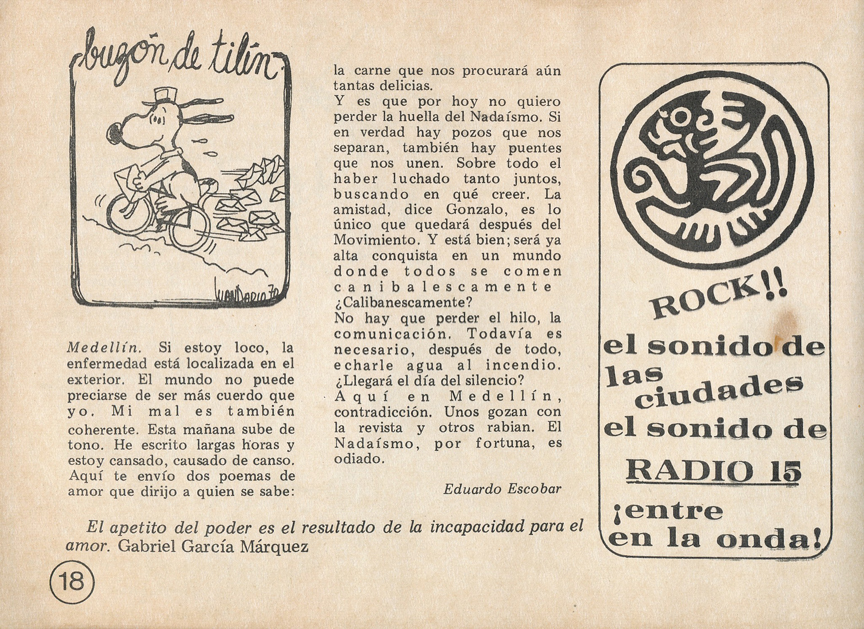 buzón de tilín
JUANDARIO 70
Medellín. Si estoy loco, la
enfermedad está localizada en el
exterior. El mundo no puede
preciarse de ser más cuerdo que
yo. Mi mal es también
coherente. Esta mañana sube de
tono. He escrito largas horas y
estoy cansado, causado de canso.
Aquí te envío dos poemas de
amor que dirijo a quien se sabe:
la carne que nos procurará aún
tantas delicias.
Y es que por hoy no quiero
perder la huella del Nadaísmo. Si
en verdad hay pozos que nos
separan, también hay puentes
que nos unen. Sobre todo el
haber luchado tanto juntos,
buscando en qué creer. La
amistad, dice Gonzalo, es lo
único que quedará después del
Movimiento. Y está bien; será ya
alta conquista en un mundo
donde todos se comen
canibalescamente
¿Calibanescamente?
No hay que perder el hilo, la
comunicación. Todavía es
necesario, después de todo,
echarle agua al incendio.
¿Llegará el día del silencio?
Aquí en Medellín,
contradicción. Unos gozan con
la revista y otros rabian. El
Nadaísmo, por fortuna, es
odiado.
Eduardo Escobar
El apetito del poder es el resultado de la incapacidad para el
amor. Gabriel García Márquez
18
ROCK!!
el sonido de
las
ciudades
el sonido de
RADIO 15
¡entre
en la onda!